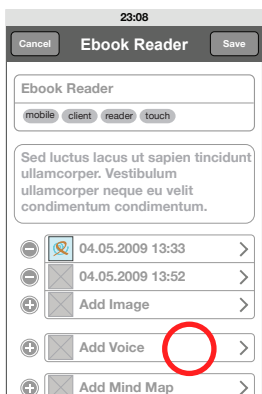 23:08
Cancel Ebook Reader Save
Ebook Reader
mobile client reader touch
Sed luctus lacus ut sapien tincidunt
ullamcorper. Vestibulum
ullamcorper neque eu velit
condimentum condimentum.
04.05.2009 13:33
04.05.2009 13:52
Add Image
Add Voice
Add Mind Map